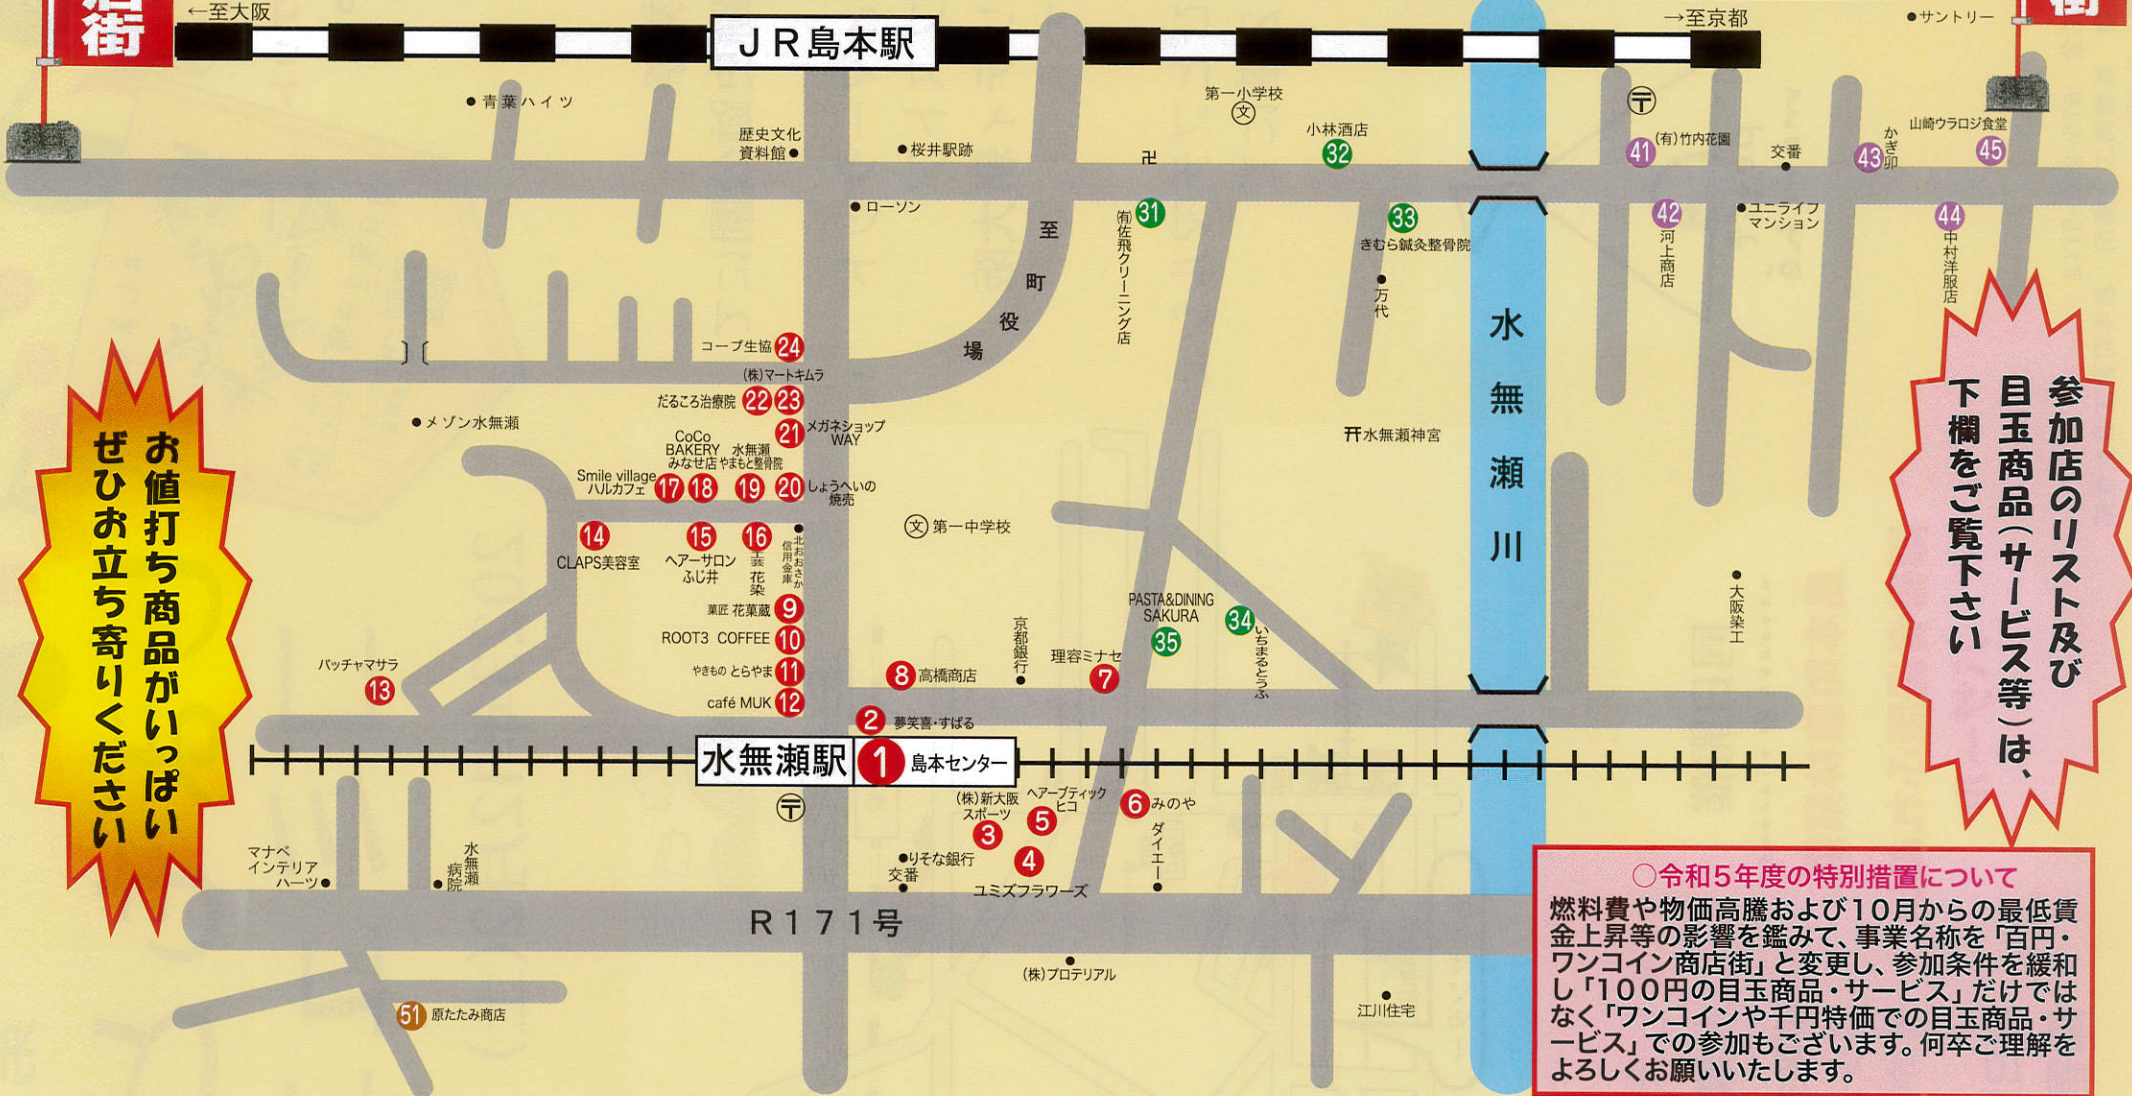 店街
街
←至大阪
JR島本駅
→至京都
●サントリー
●青葉ハイツ
歴史文化
資料館●
●桜井駅跡
第一小学校
文
小林酒店
32
卍
〒
41
(有)竹内花園
交番
43
かぎ卯
山崎ウラロジ食堂
45
●ローソン
31
(有)佐飛クリーニング店
33
きむら鍼灸整骨院
42
河上商店
●ユニライフ
マンション
44
中村洋服店
至町役場
●万代
水無瀬川
コープ生協 24
(株)マートキムラ
だるころ治療院 22 23
21 メガネショップ
WAY
●メゾン水無瀬
CoCo
BAKERY
みなせ店
水無瀬
やまもと整骨院
Smile village
ハルカフェ 17 18 19 20
しょうへいの
焼売
14
CLAPS美容室
15
ヘアーサロン
ふじ井
16
工芸 花染
●北おおさか
信用金庫
文 第一中学校
开水無瀬神宮
菓匠 花菓蔵 9
ROOT3 COFFEE 10
やきもの とらやま 11
café MUK 12
バッチャマサラ
13
8 高橋商店
京都銀行●
理容ミナセ
7
PASTA&DINING
SAKURA
35
34
いちまるとうふ
●大阪染工
2 夢笑喜・すばる
水無瀬駅
1 島本センター
〒
(株)新大阪
スポーツ
3
ヘアーブティック
ヒコ
5
6 みのや
4
ユミズフラワーズ
●りそな銀行
交番
ダイエー●
マナベ
インテリア
ハーツ●
水無瀬
病院
R171号
(株)プロテリアル
江川住宅
51 原たたみ商店
お値打ち商品がいっぱい
ぜひお立ち寄りください
参加店のリスト及び
目玉商品(サービス等)は、
下欄をご覧下さい
○令和5年度の特別措置について
燃料費や物価高騰および10月からの最低賃
金上昇等の影響を鑑みて、事業名称を「百円・
ワンコイン商店街」と変更し、参加条件を緩和
し「100円の目玉商品・サービス」だけでは
なく「ワンコインや千円特価での目玉商品・サ
ービス」での参加もございます。何卒ご理解を
よろしくお願いいたします。